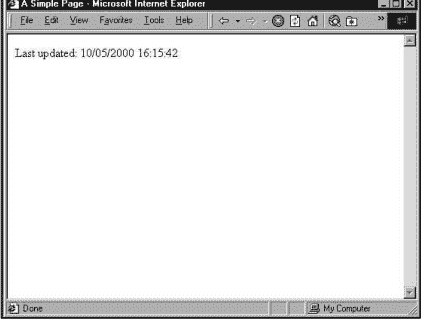 A Simple Page - Microsoft Internet Explorer
File Edit View Favorites Tools Help »
Last updated: 10/05/2000 16:15:42
Done My Computer